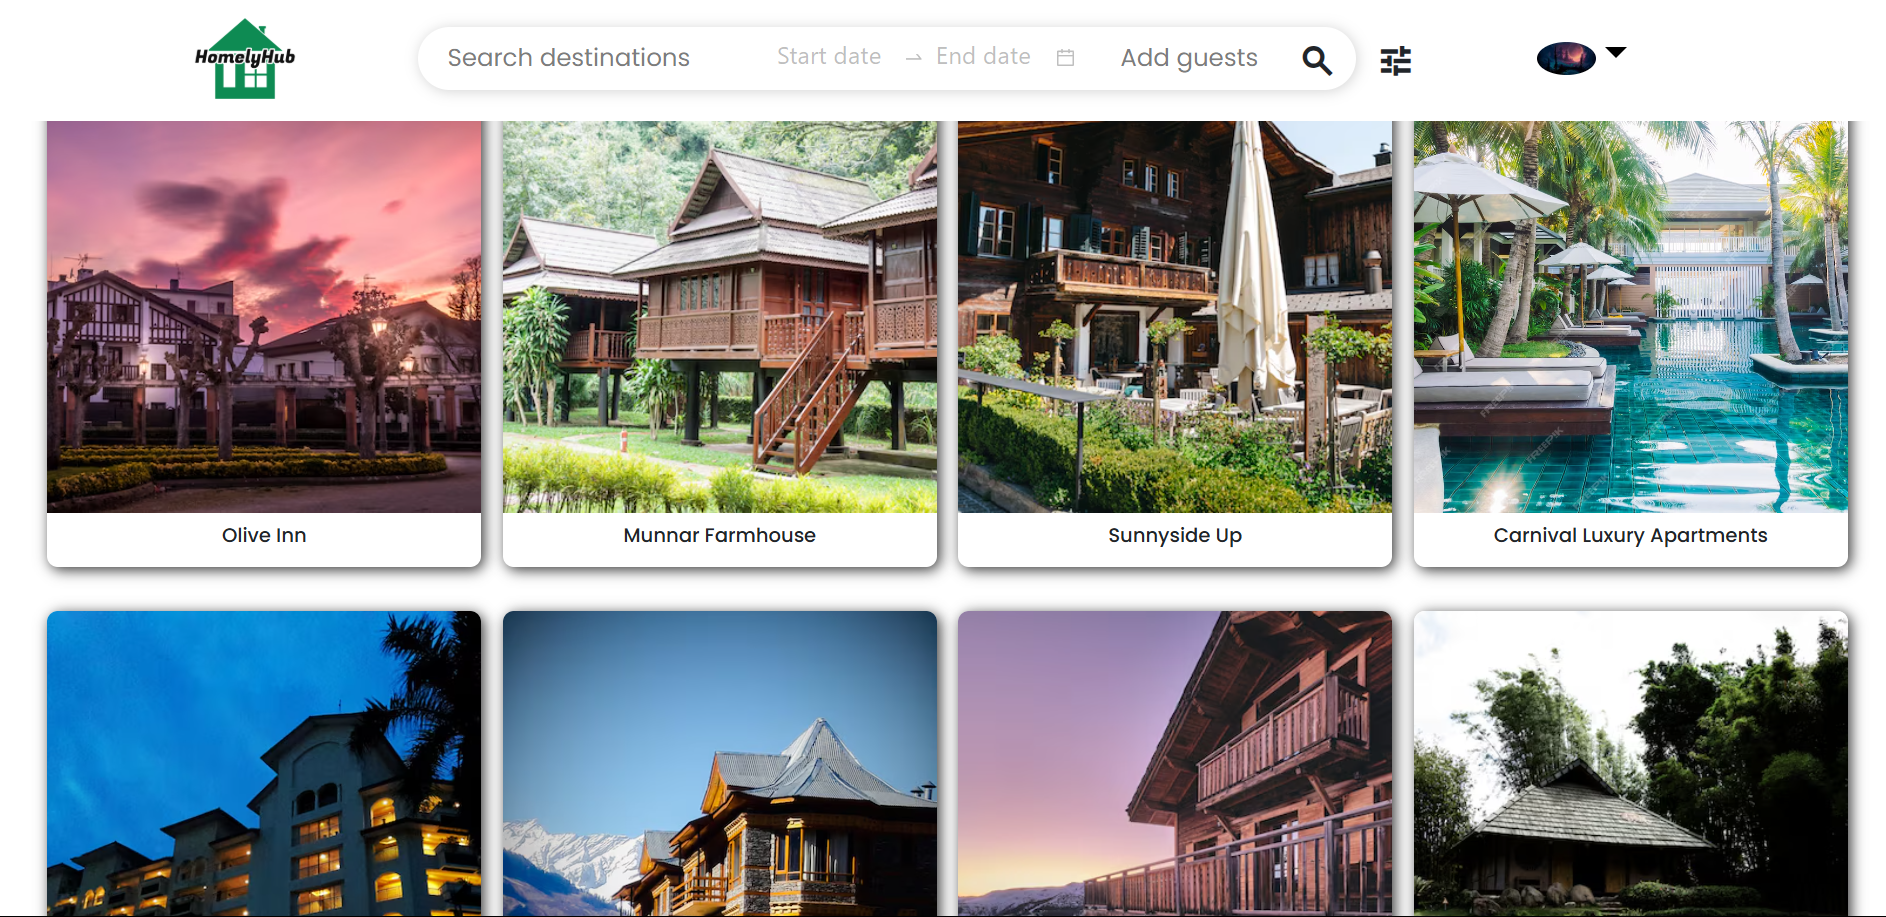 HomelyHub
Search destinations Start date → End date Add guests
Olive Inn Munnar Farmhouse Sunnyside Up Carnival Luxury Apartments